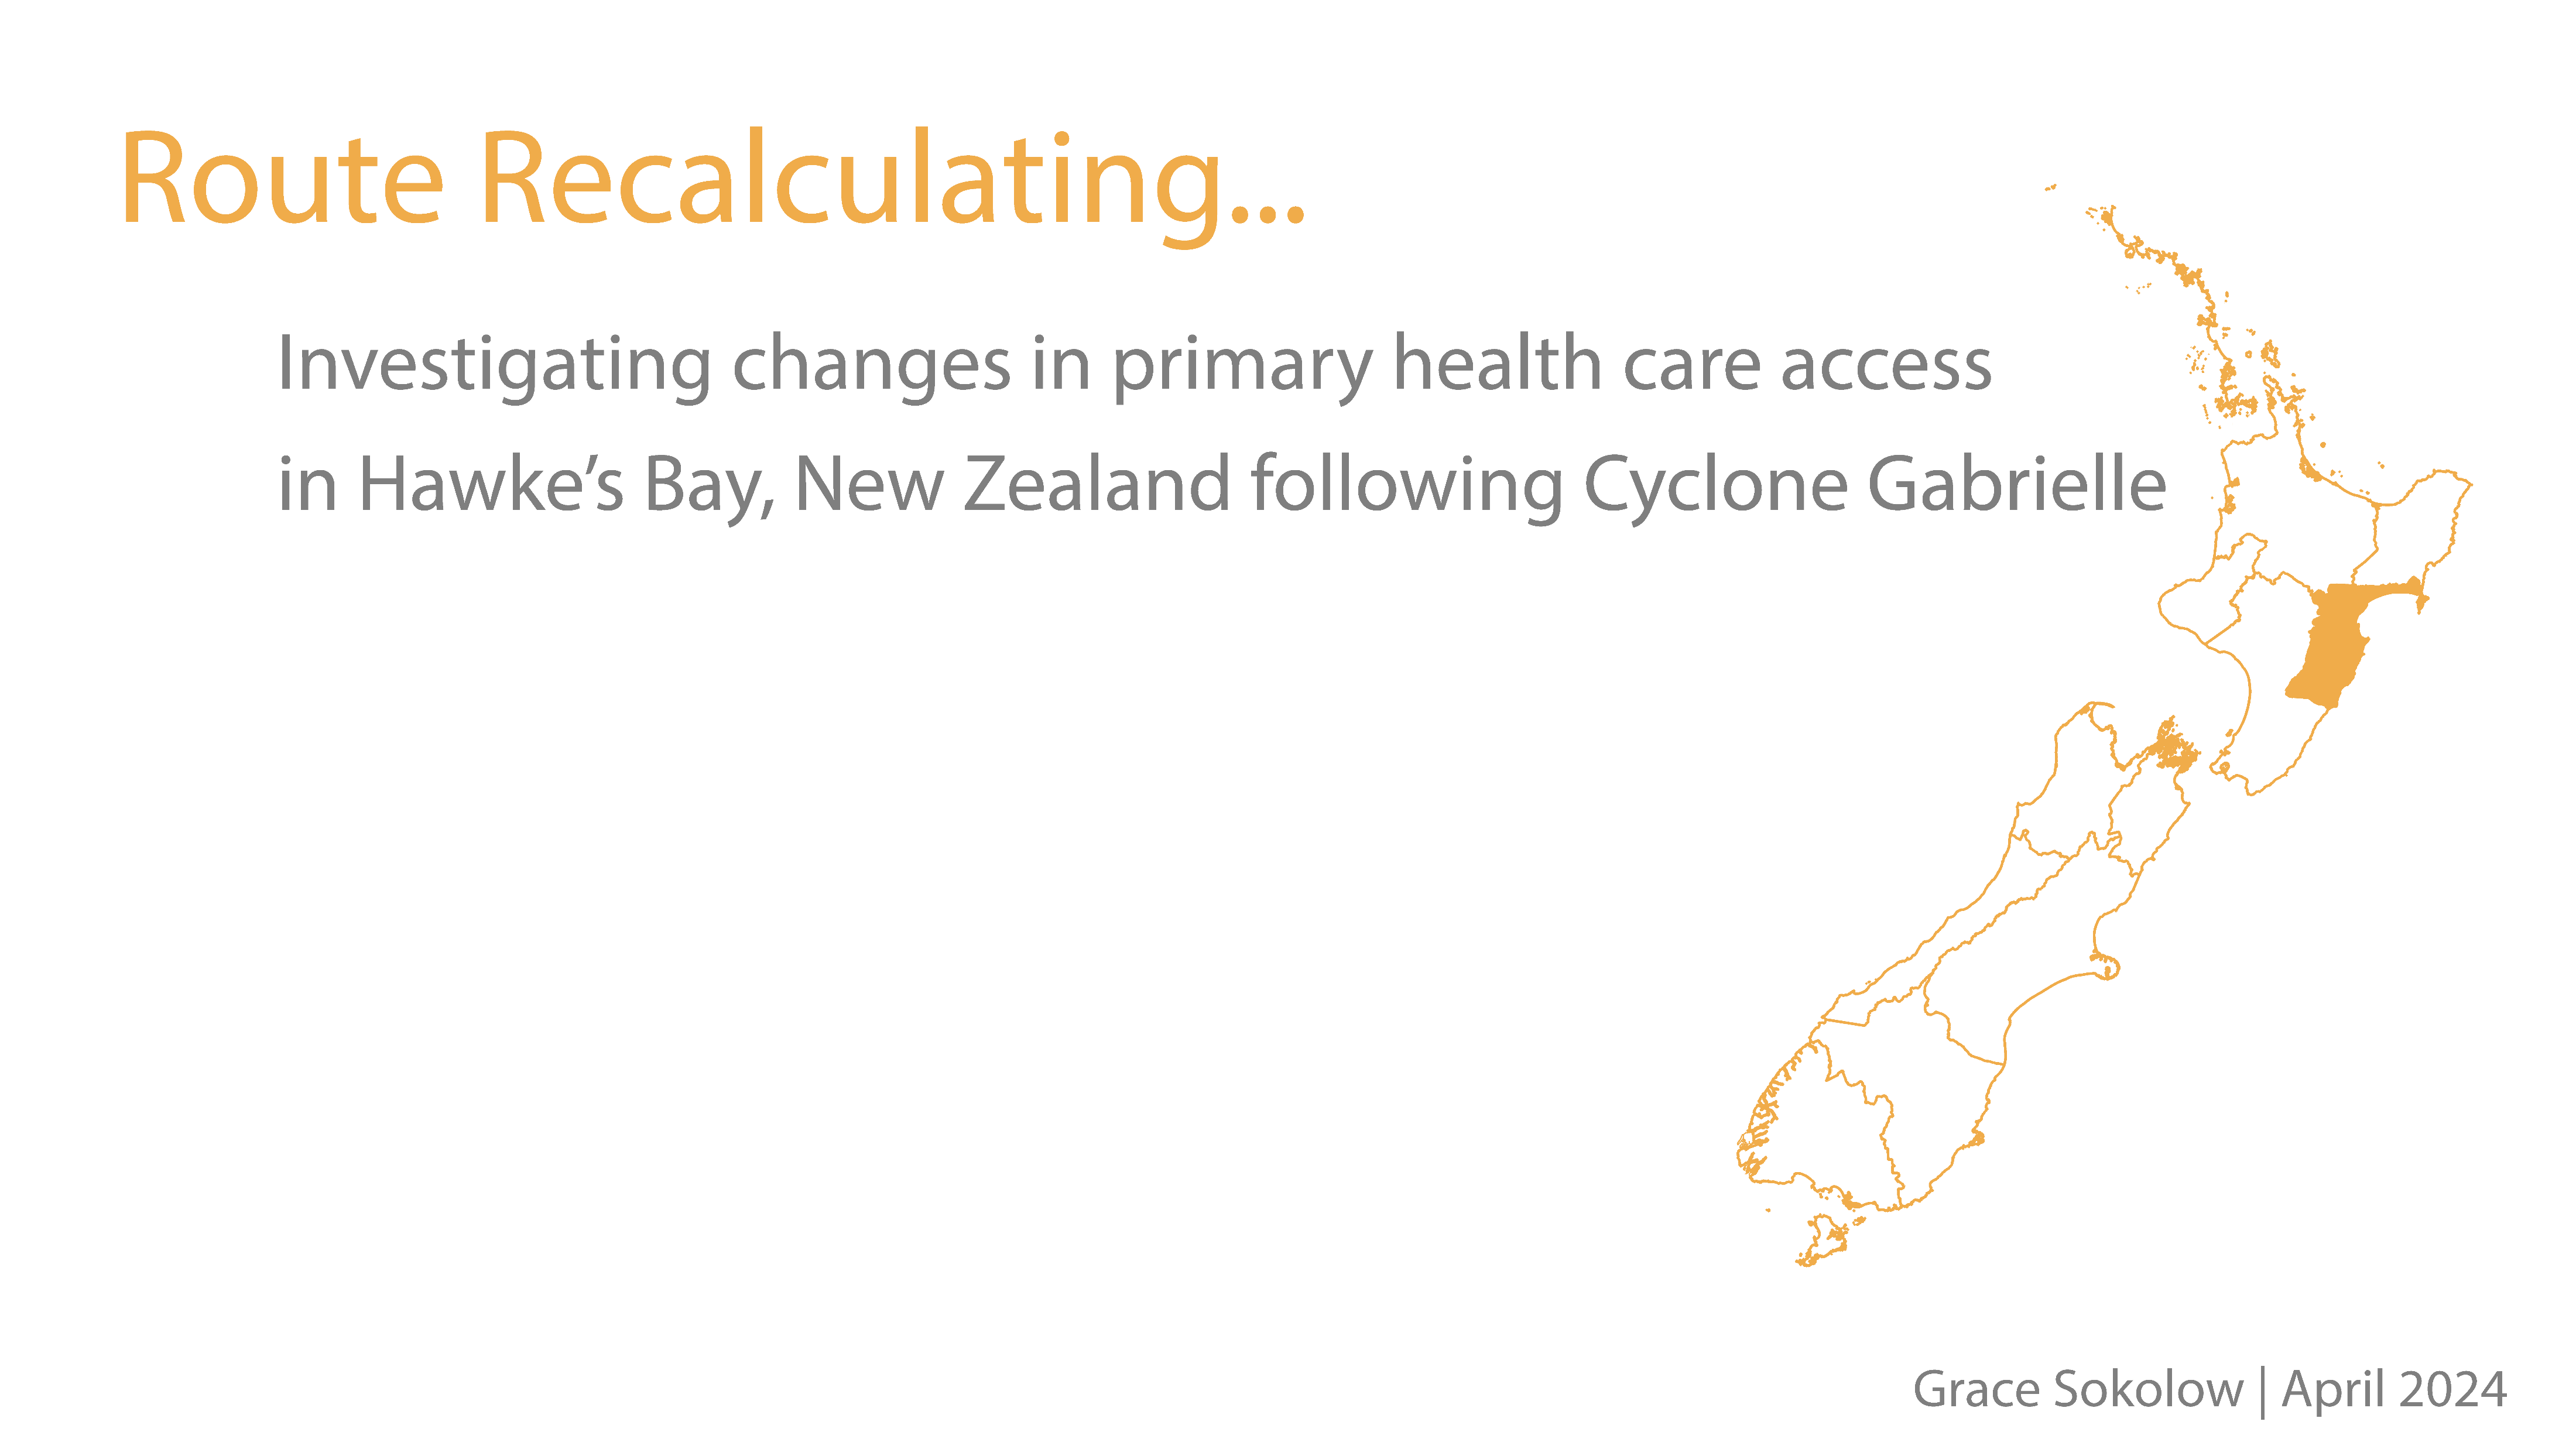 Route Recalculating...
Investigating changes in primary health care access
in Hawke’s Bay, New Zealand following Cyclone Gabrielle
Grace Sokolow | April 2024